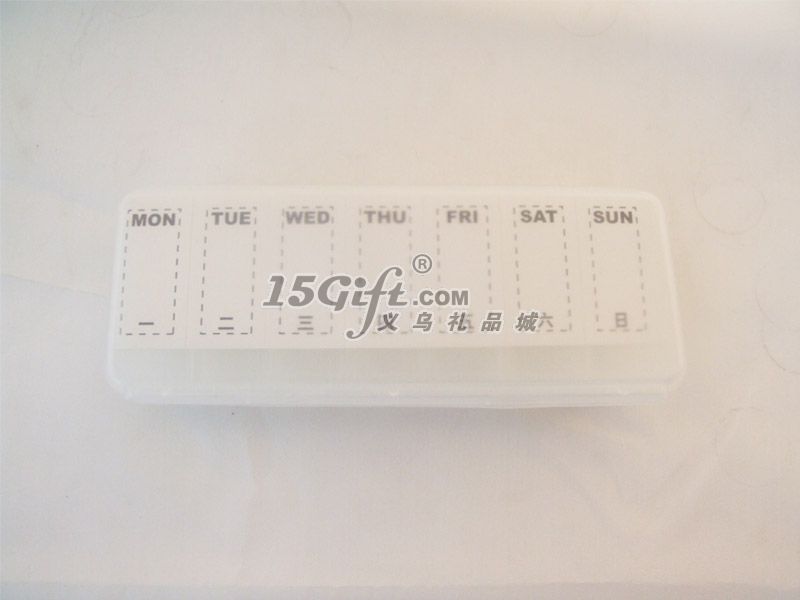 MON TUE WED THU FRI SAT SUN
15Gift®.COM
义乌礼品城
一 二 三 五 六 日